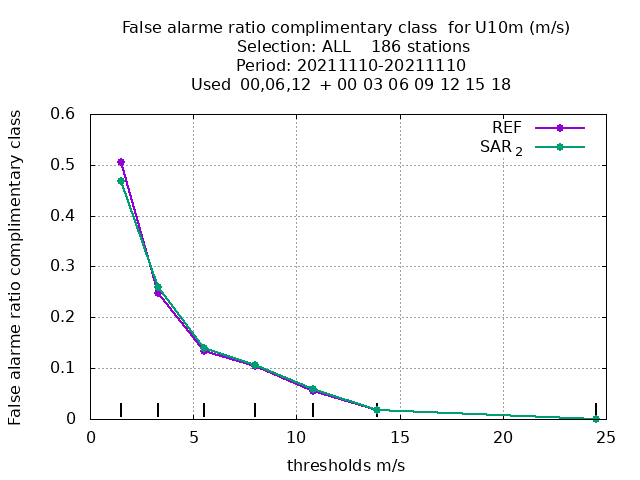 False alarme ratio complimentary class  for U10m (m/s)
Selection: ALL    186 stations
Period: 20211110-20211110
Used  00,06,12  + 00 03 06 09 12 15 18
False alarme ratio complimentary class
0.6
0.5
0.4
0.3
0.2
0.1
0
REF
SAR 2
0 5 10 15 20 25
thresholds m/s